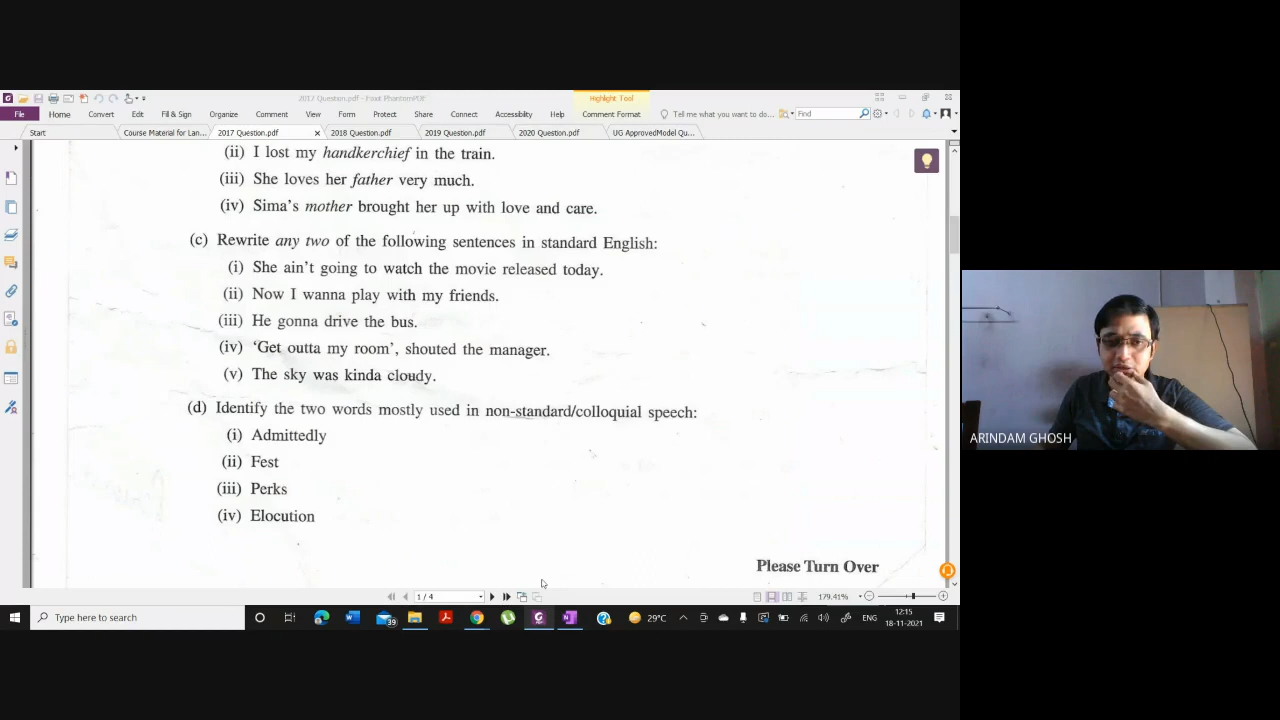 2017 Question.pdf - Foxit PhantomPDF
Highlight Tool
File Home Convert Edit Fill & Sign Organize Comment View Form Protect Share Connect Accessibility Help Comment Format Tell me what you want to do... Find
Start Course Material for Lan... 2017 Question.pdf 2018 Question.pdf 2019 Question.pdf 2020 Question.pdf UG ApprovedModel Qu...
(ii) I lost my handkerchief in the train.
(iii) She loves her father very much.
(iv) Sima's mother brought her up with love and care.
(c) Rewrite any two of the following sentences in standard English:
(i) She ain't going to watch the movie released today.
(ii) Now I wanna play with my friends.
(iii) He gonna drive the bus.
(iv) 'Get outta my room', shouted the manager.
(v) The sky was kinda cloudy.
(d) Identify the two words mostly used in non-standard/colloquial speech:
(i) Admittedly
(ii) Fest
(iii) Perks
(iv) Elocution
Please Turn Over
1 / 4
179.41%
Type here to search
39
29°C
ENG
12:15
18-11-2021
ARINDAM GHOSH